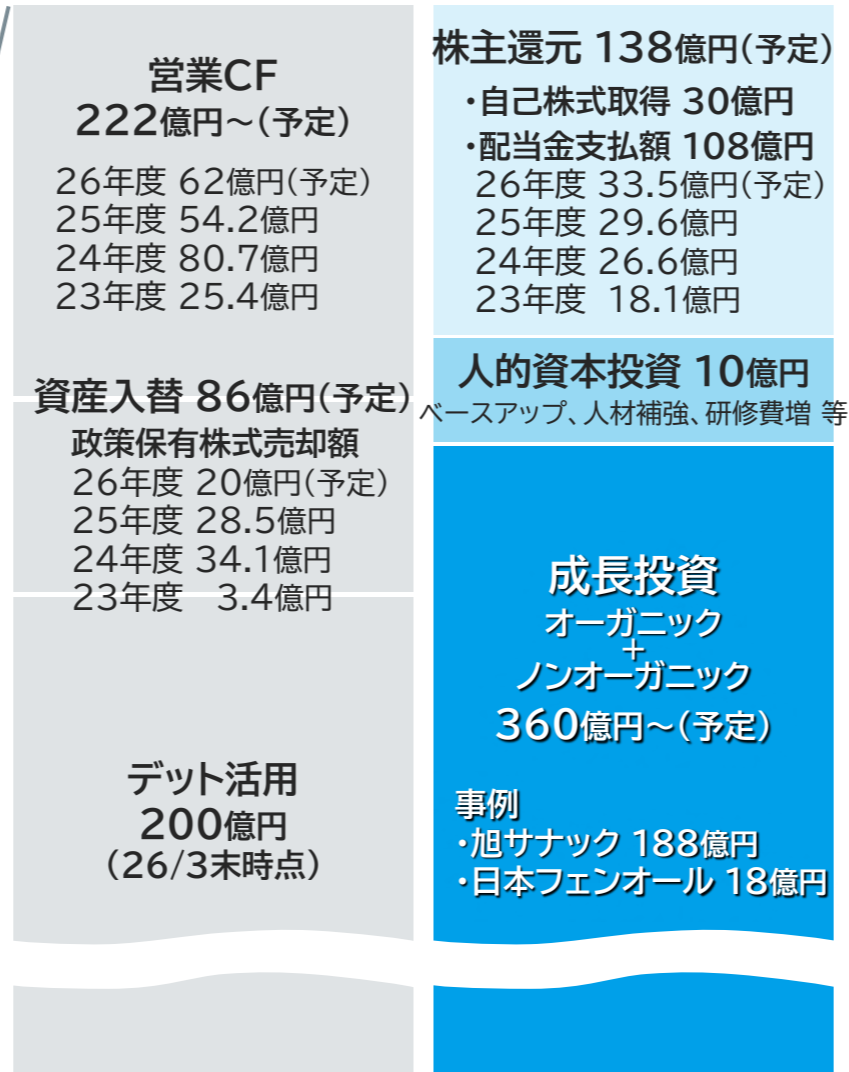 営業CF
222億円～(予定)
26年度 62億円(予定)
25年度 54.2億円
24年度 80.7億円
23年度 25.4億円
資産入替 86億円(予定)
政策保有株式売却額
26年度 20億円(予定)
25年度 28.5億円
24年度 34.1億円
23年度 3.4億円
デット活用
200億円
(26/3末時点)
株主還元 138億円(予定)
・自己株式取得 30億円
・配当金支払額 108億円
26年度 33.5億円(予定)
25年度 29.6億円
24年度 26.6億円
23年度 18.1億円
人的資本投資 10億円
ベースアップ、人材補強、研修費増 等
成長投資
オーガニック
+
ノンオーガニック
360億円～(予定)
事例
・旭サナック 188億円
・日本フェンオール 18億円